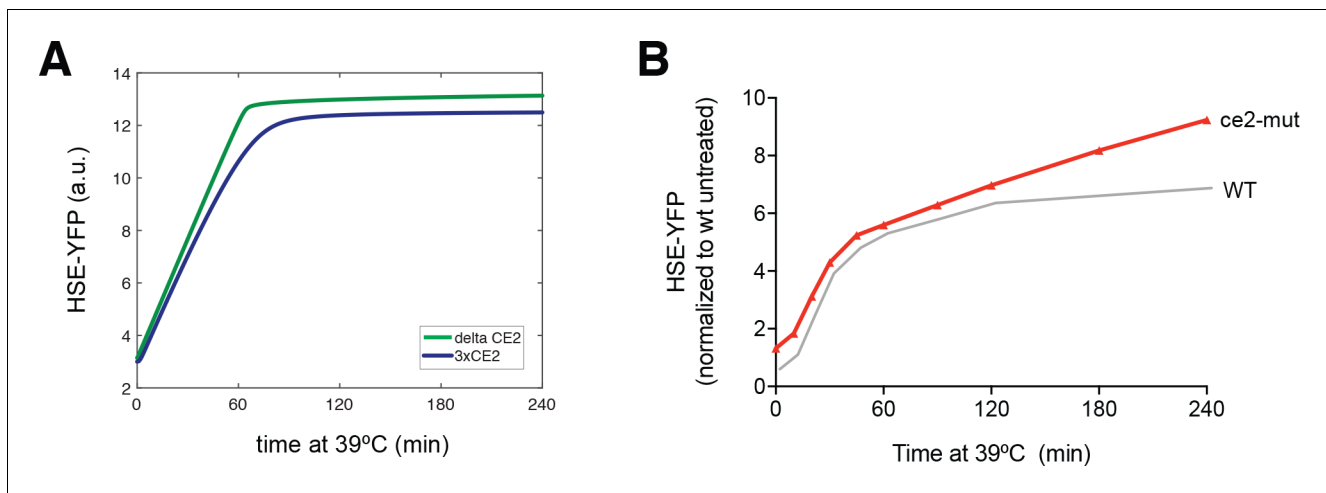 A
HSE-YFP (a.u.)
14
12
10
8
6
4
2
0
60
120
180
240
delta CE2
3xCE2
time at 39ºC (min)
B
HSE-YFP
(normalized to wt untreated)
10
8
6
4
2
0
0
60
120
180
240
ce2-mut
WT
Time at 39ºC (min)